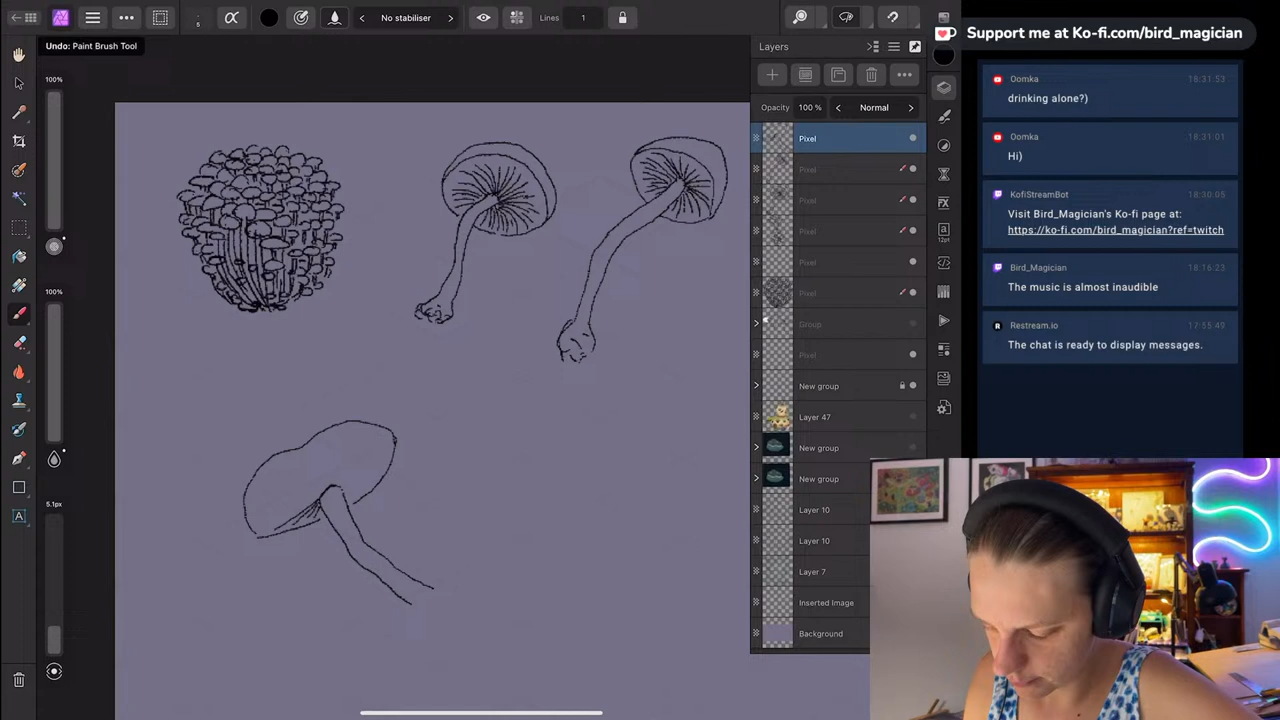 No stabiliser
Lines
1
5
Support me at Ko-fi.com/bird_magician
Undo: Paint Brush Tool
Layers
100%
Opacity 100 % Normal
Pixel
Pixel
Pixel
Pixel
Pixel
Pixel
Group
Pixel
New group
Layer 47
New group
New group
Layer 10
Layer 10
Layer 7
Inserted Image
Background
100%
5.1px
A
FX
a
12pt
Oomka 18:31:53
drinking alone?)
Oomka 18:31:01
Hi)
KofiStreamBot 18:30:05
Visit Bird_Magician's Ko-fi page at:
https://ko-fi.com/bird_magician?ref=twitch
Bird_Magician 18:16:23
The music is almost inaudible
Restream.io 17:55:49
The chat is ready to display messages.